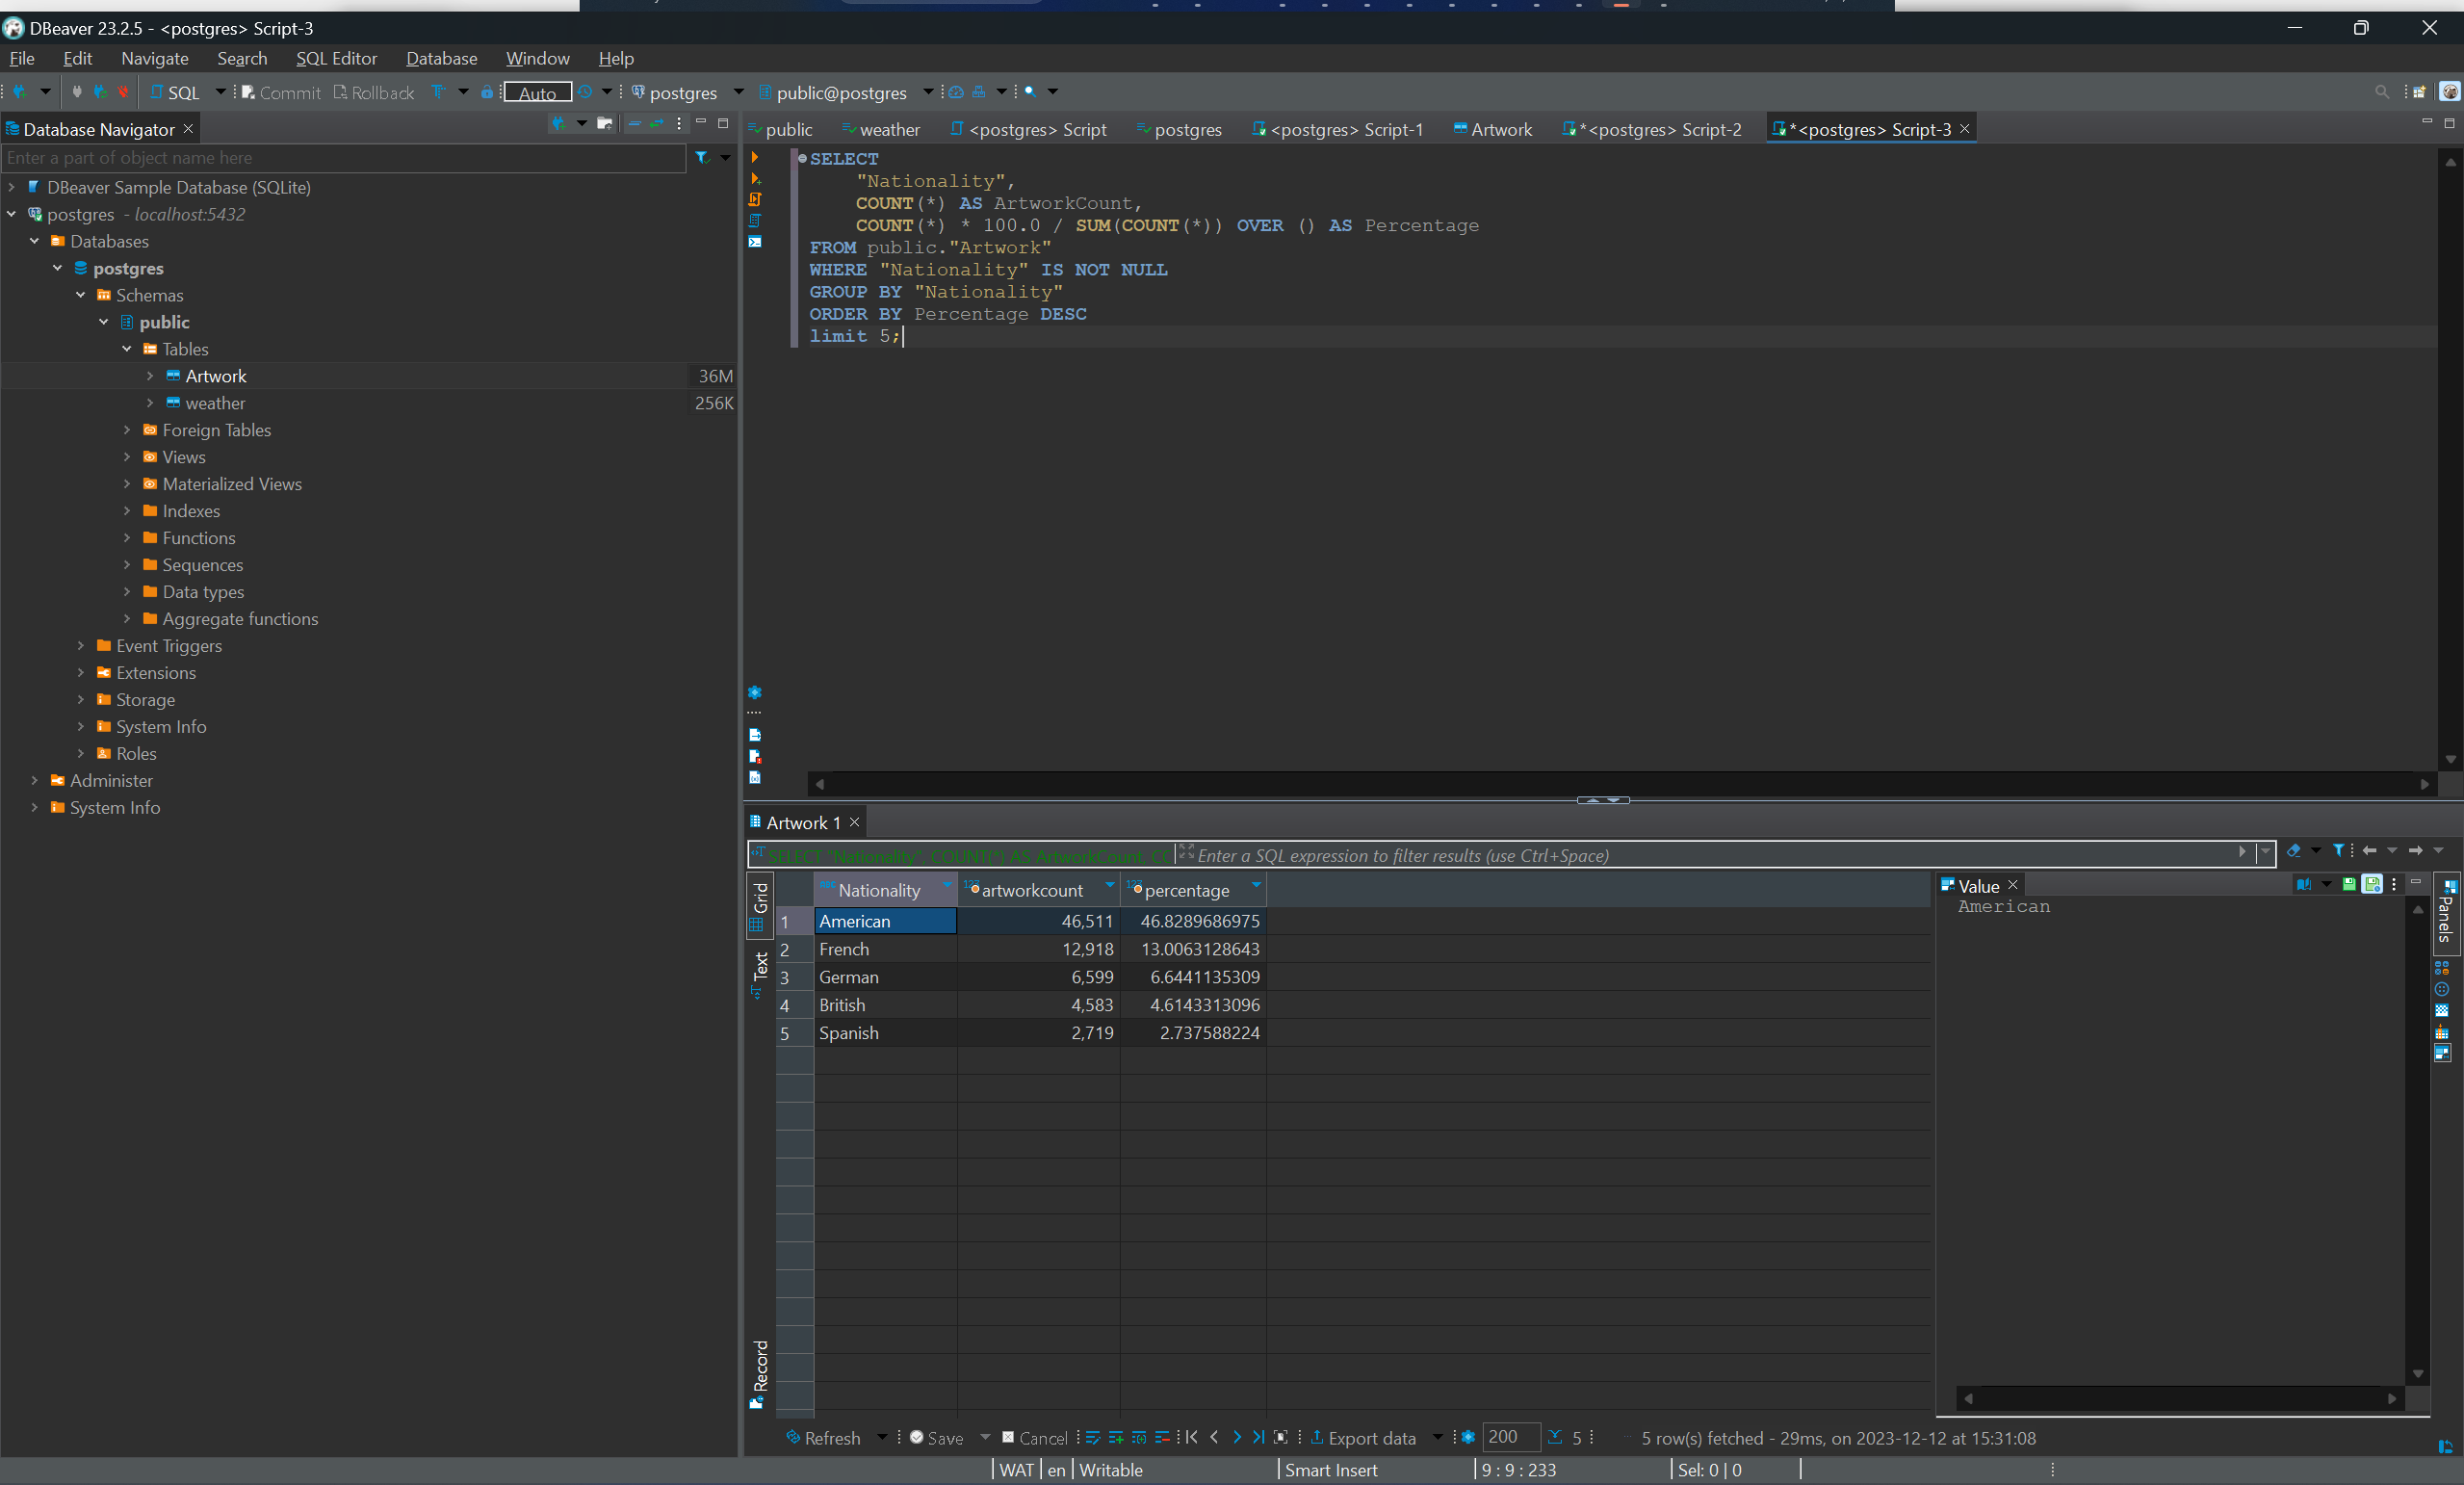 DBeaver 23.2.5 - <postgres> Script-3
File Edit Navigate Search SQL Editor Database Window Help
SQL Commit Rollback Auto postgres public@postgres
Database Navigator
Enter a part of object name here
DBeaver Sample Database (SQLite)
postgres - localhost:5432
Databases
postgres
Schemas
public
Tables
Artwork 36M
weather 256K
Foreign Tables
Views
Materialized Views
Indexes
Functions
Sequences
Data types
Aggregate functions
Event Triggers
Extensions
Storage
System Info
Roles
Administer
System Info
public weather <postgres> Script postgres <postgres> Script-1 Artwork *<postgres> Script-2 *<postgres> Script-3
SELECT
"Nationality",
COUNT(*) AS ArtworkCount,
COUNT(*) * 100.0 / SUM(COUNT(*)) OVER () AS Percentage
FROM public."Artwork"
WHERE "Nationality" IS NOT NULL
GROUP BY "Nationality"
ORDER BY Percentage DESC
limit 5;
Artwork 1
SELECT "Nationality", COUNT(*) AS ArtworkCount, CC Enter a SQL expression to filter results (use Ctrl+Space)
Grid
Text
Record
Nationality artworkcount percentage
1 American 46,511 46.8289686975
2 French 12,918 13.0063128643
3 German 6,599 6.6441135309
4 British 4,583 4.6143313096
5 Spanish 2,719 2.737588224
Value
American
Panels
Refresh Save Cancel Export data 200 5 5 row(s) fetched - 29ms, on 2023-12-12 at 15:31:08
WAT en Writable Smart Insert 9 : 9 : 233 Sel: 0 | 0